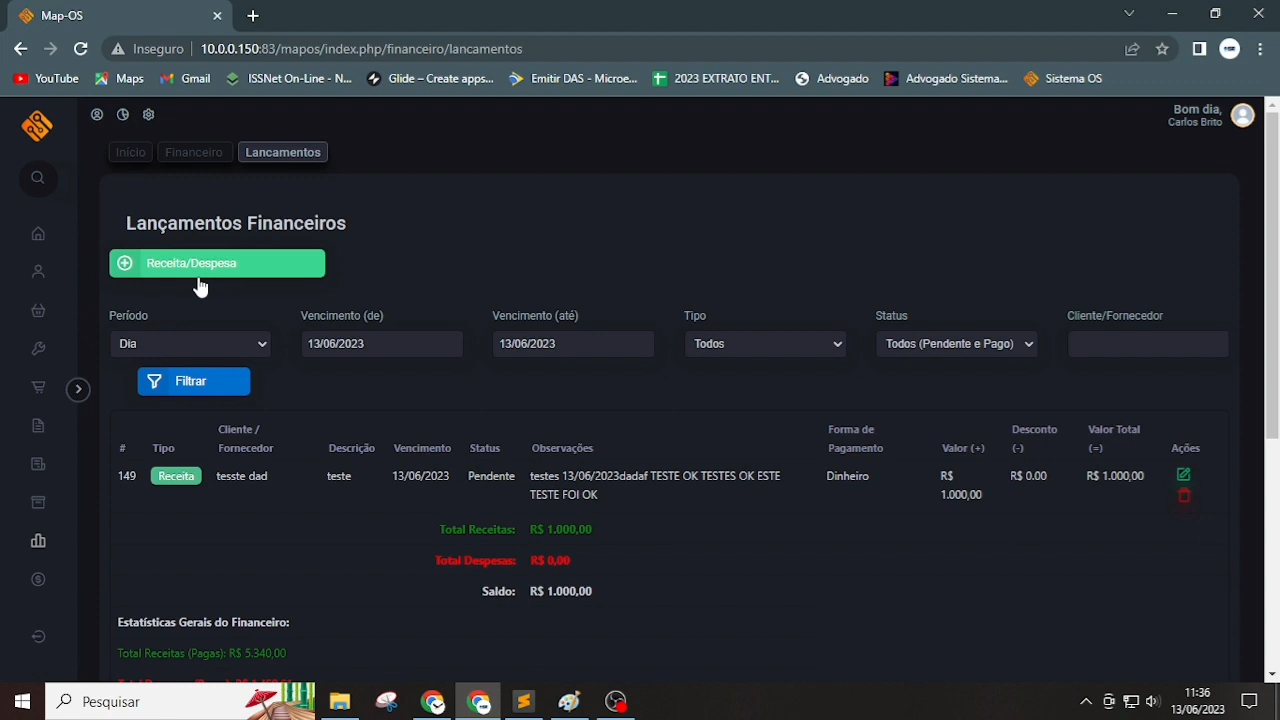 Map-OS
Inseguro
10.0.0.150:83/mapos/index.php/financeiro/lancamentos
YouTube
Maps
Gmail
ISSNet On-Line - N...
Glide – Create apps...
Emitir DAS - Microe...
2023 EXTRATO ENT...
Advogado
Advogado Sistema...
Sistema OS
Bom dia,
Carlos Brito
Início
Financeiro
Lancamentos
Lançamentos Financeiros
Receita/Despesa
Período
Vencimento (de)
Vencimento (até)
Tipo
Status
Cliente/Fornecedor
Dia
13/06/2023
13/06/2023
Todos
Todos (Pendente e Pago)
Filtrar
# Tipo Cliente / Fornecedor Descrição Vencimento Status Observações Forma de Pagamento Valor (+) Desconto (-) Valor Total (=) Ações
149 Receita tesste dad teste 13/06/2023 Pendente testes 13/06/2023dadaf TESTE OK TESTES OK ESTE TESTE FOI OK Dinheiro R$ 1.000,00 R$ 0.00 R$ 1.000,00
Total Receitas: R$ 1.000,00
Total Despesas: R$ 0,00
Saldo: R$ 1.000,00
Estatísticas Gerais do Financeiro:
Total Receitas (Pagas): R$ 5.340,00
Pesquisar
11:36
13/06/2023